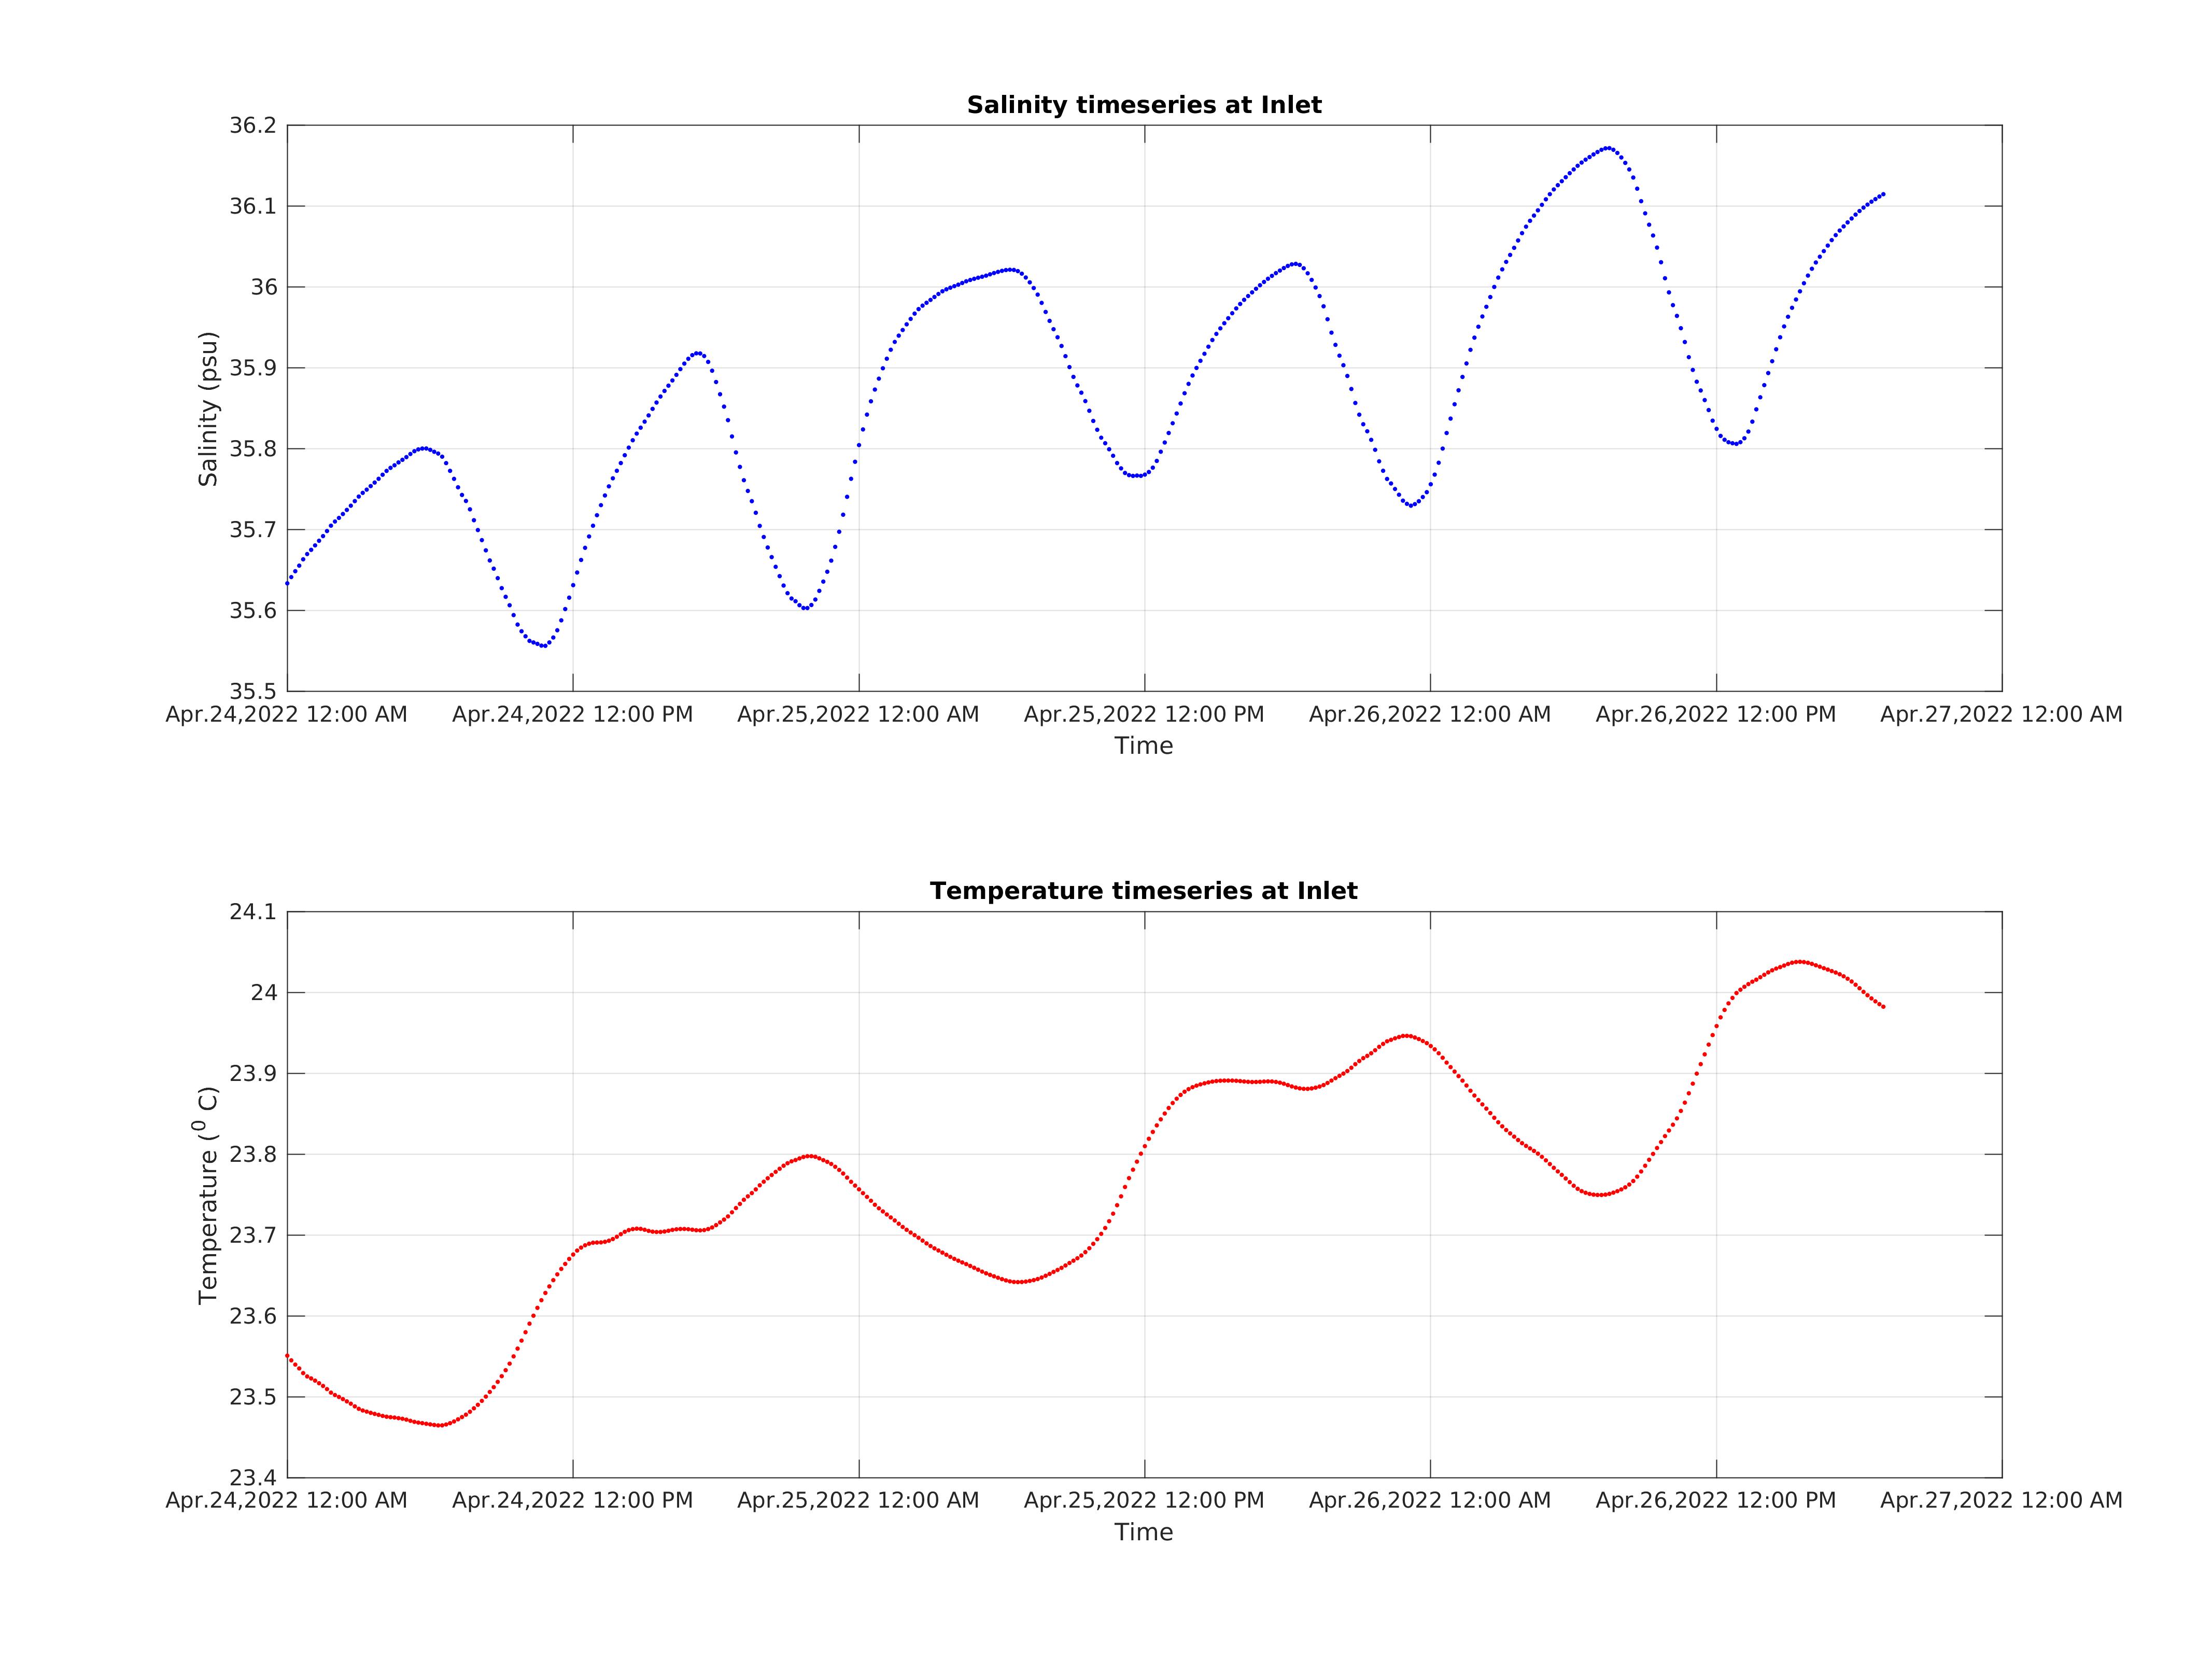 Salinity timeseries at Inlet
36.2
36.1
36
35.9
35.8
35.7
35.6
35.5
Salinity (psu)
Apr.24,2022 12:00 AM Apr.24,2022 12:00 PM Apr.25,2022 12:00 AM Apr.25,2022 12:00 PM Apr.26,2022 12:00 AM Apr.26,2022 12:00 PM Apr.27,2022 12:00 AM
Time
Temperature timeseries at Inlet
24.1
24
23.9
23.8
23.7
23.6
23.5
23.4
Temperature (⁰ C)
Apr.24,2022 12:00 AM Apr.24,2022 12:00 PM Apr.25,2022 12:00 AM Apr.25,2022 12:00 PM Apr.26,2022 12:00 AM Apr.26,2022 12:00 PM Apr.27,2022 12:00 AM
Time